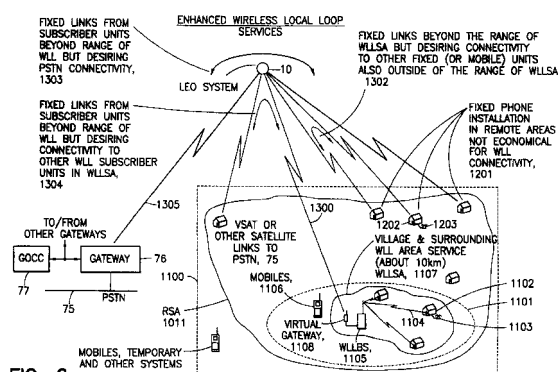 ENHANCED WIRELESS LOCAL LOOP
SERVICES
FIXED LINKS FROM
SUBSCRIBER UNITS
BEYOND RANGE OF
WLL BUT DESIRING
PSTN CONNECTIVITY,
1303
10
LEO SYSTEM
FIXED LINKS BEYOND THE RANGE OF
WLLSA BUT DESIRING CONNECTIVITY
TO OTHER FIXED (OR MOBILE) UNITS
ALSO OUTSIDE OF THE RANGE OF WLLSA
1302
FIXED LINKS FROM
SUBSCRIBER UNITS
BEYOND RANGE OF
WLL BUT DESIRING
CONNECTIVITY TO
OTHER WLL SUBSCRIBER
UNITS IN WLLSA,
1304
FIXED PHONE
INSTALLATION
IN REMOTE AREAS
NOT ECONOMICAL
FOR WLL
CONNECTIVITY,
1201
1305
1300
1202
1203
TO/FROM
OTHER GATEWAYS
VSAT OR
OTHER SATELLITE
LINKS TO
PSTN, 75
VILLAGE & SURROUNDING
WLL AREA SERVICE
(ABOUT 10km)
WLLSA, 1107
GOCC
GATEWAY
76
77
75
PSTN
1100
RSA
1011
MOBILES,
1106
VIRTUAL
GATEWAY,
1108
WLLBS,
1105
1104
1102
1101
1103
MOBILES, TEMPORARY
AND OTHER SYSTEMS